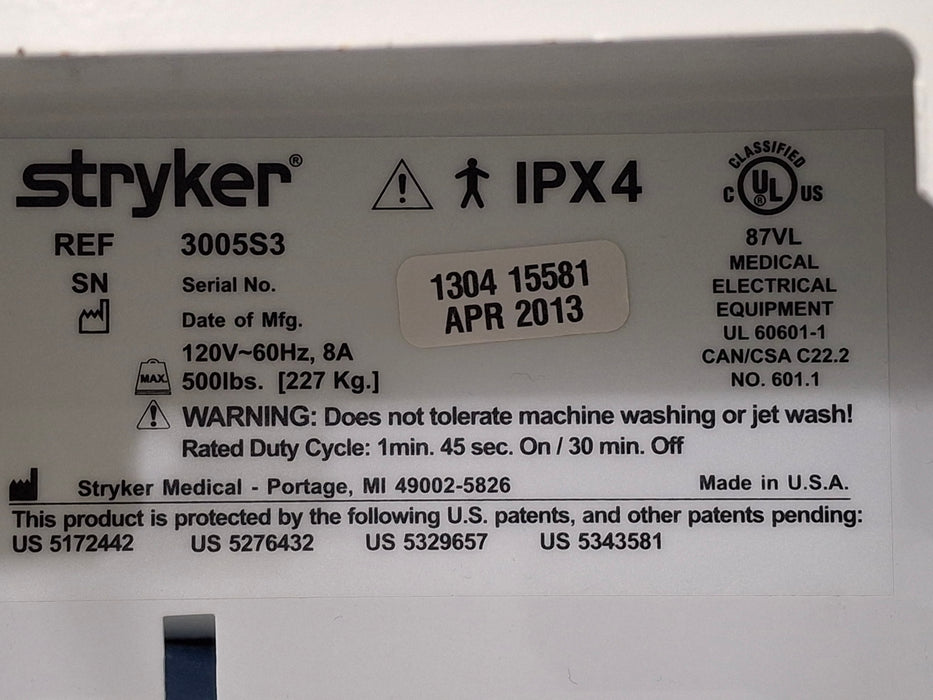 stryker®
IPX4
CLASSIFIED
C UL® US
REF 3005S3
87VL
MEDICAL
ELECTRICAL
EQUIPMENT
UL 60601-1
CAN/CSA C22.2
NO. 601.1
SN Serial No.
1304 15581
Date of Mfg.
APR 2013
120V~60Hz, 8A
MAX 500lbs. [227 Kg.]
WARNING: Does not tolerate machine washing or jet wash!
Rated Duty Cycle: 1min. 45 sec. On / 30 min. Off
Stryker Medical - Portage, MI 49002-5826 Made in U.S.A.
This product is protected by the following U.S. patents, and other patents pending:
US 5172442 US 5276432 US 5329657 US 5343581